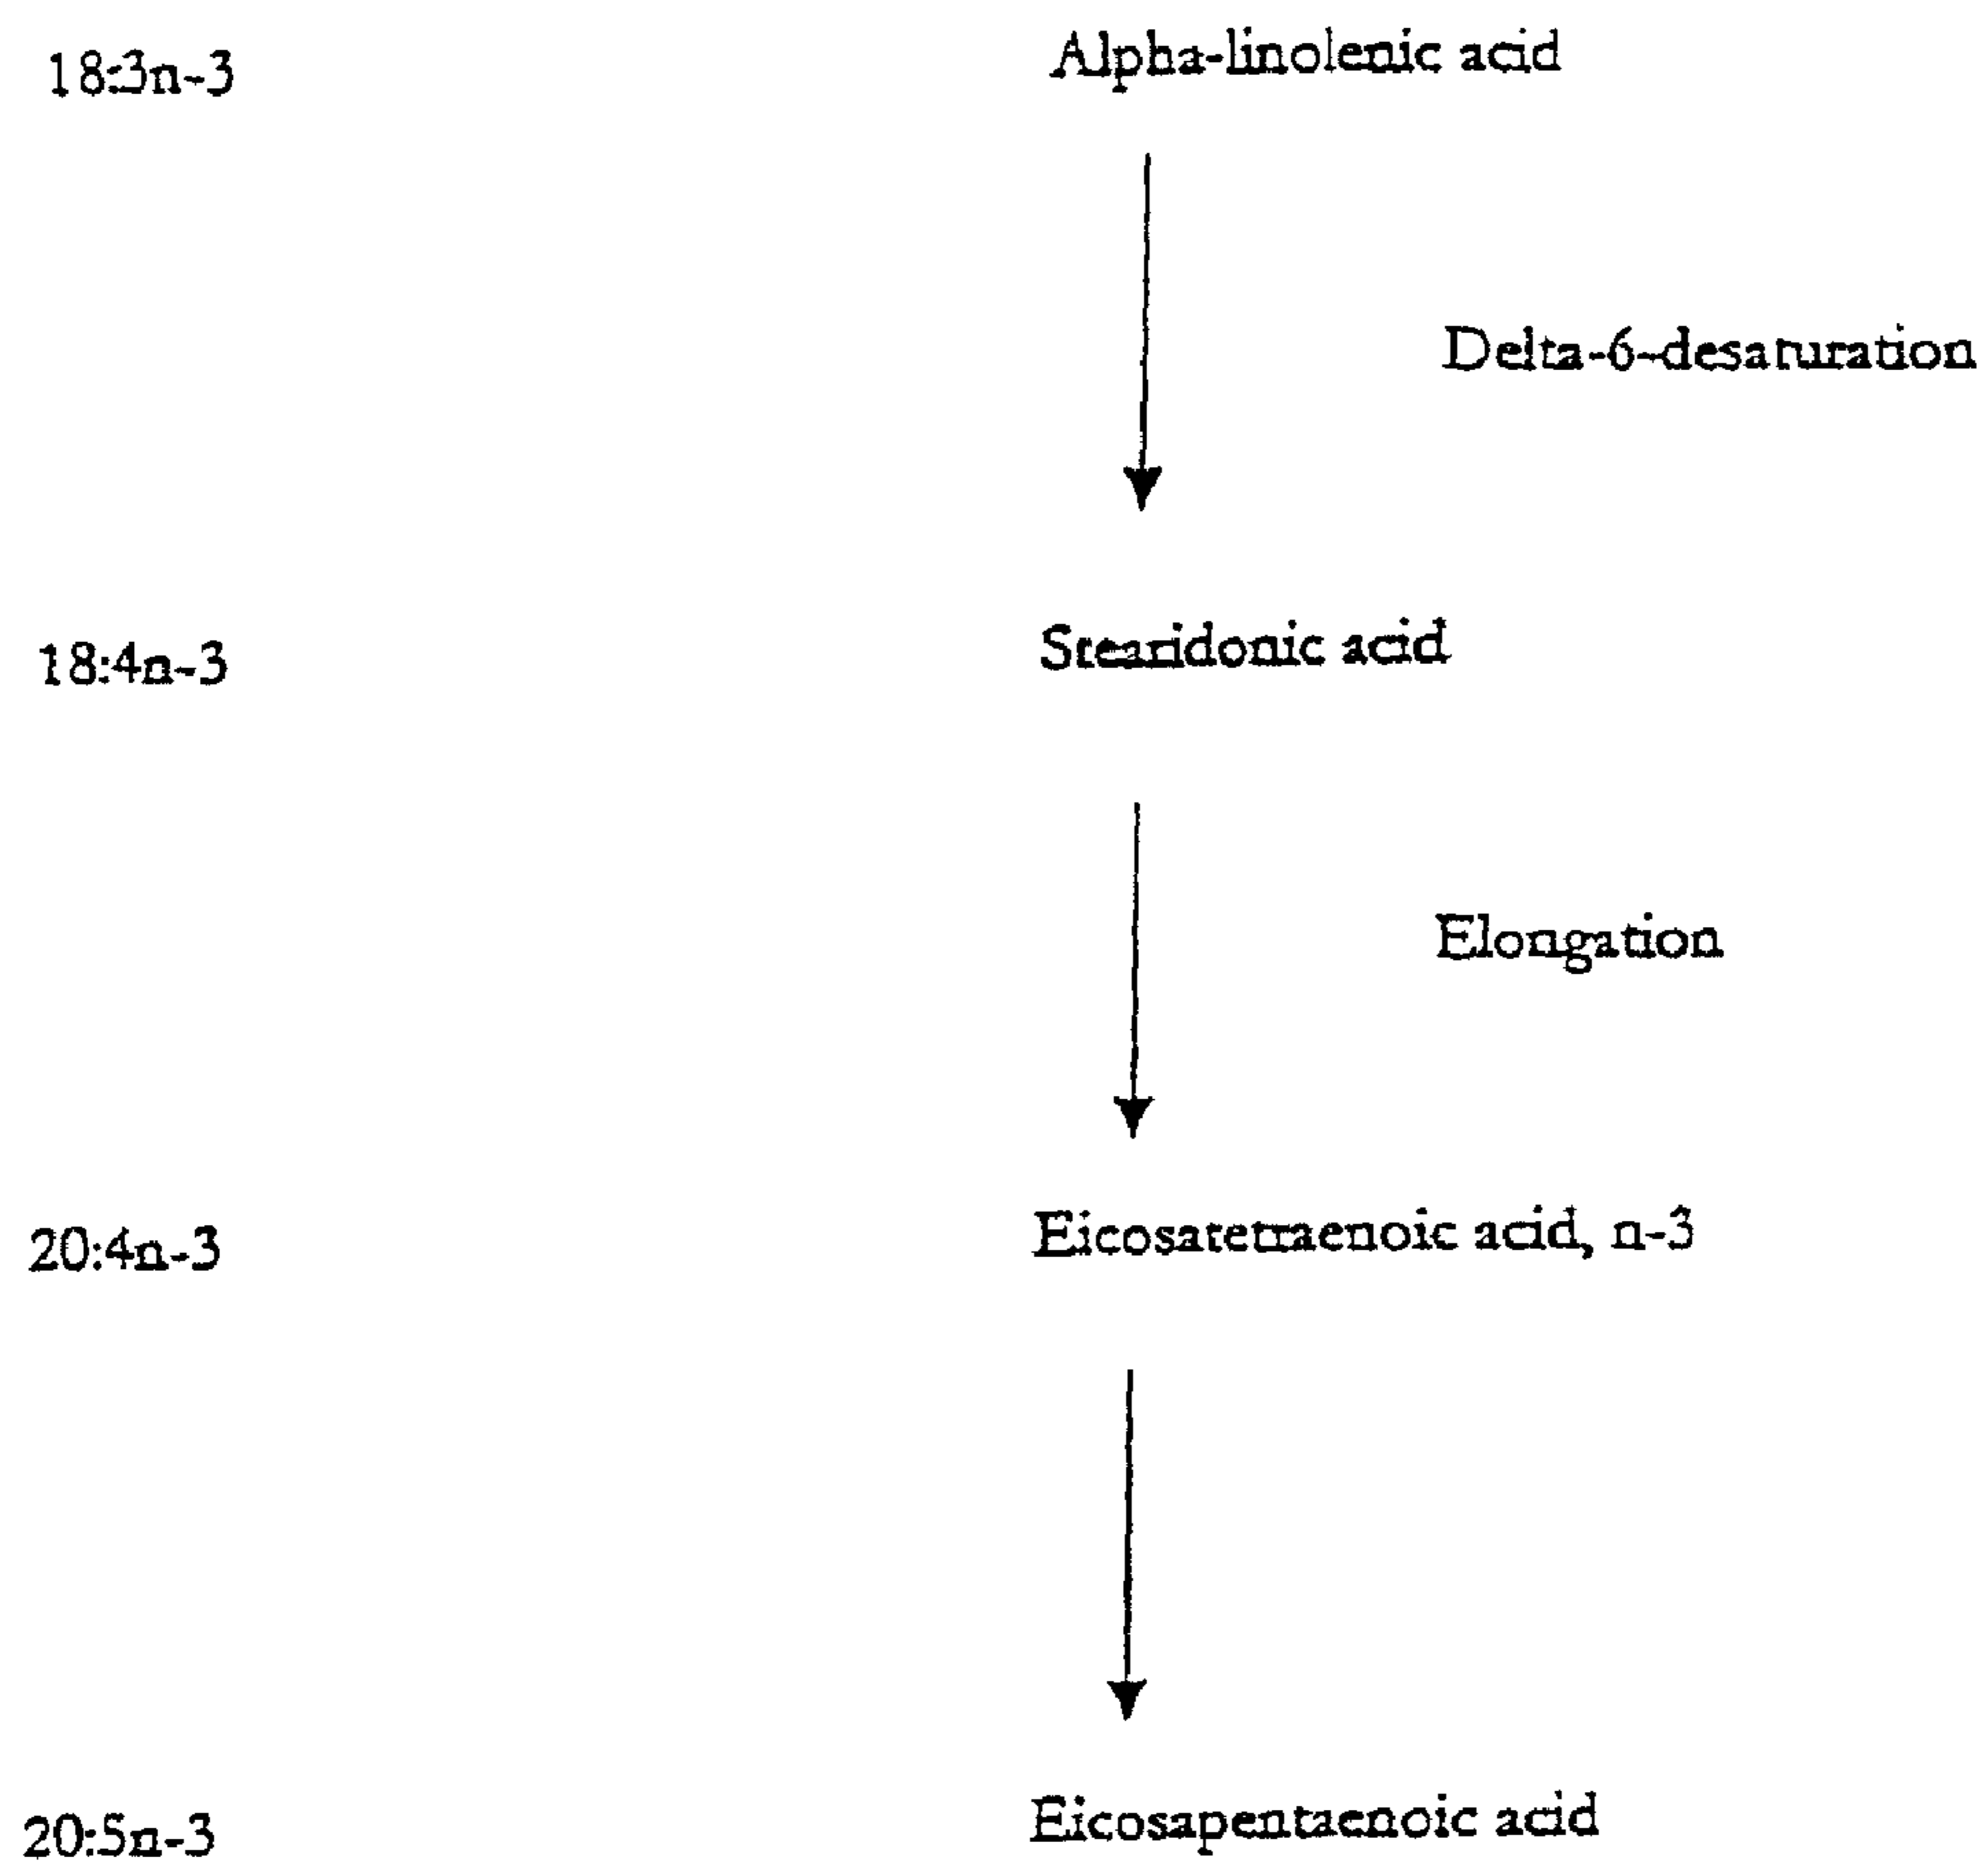 18:3n-3 Alpha-linolenic acid
Delta-6-desaturation
18:4n-3 Stearidonic acid
Elongation
20:4n-3 Eicosatetraenoic acid, n-3
20:5n-3 Eicosapentaenoic acid